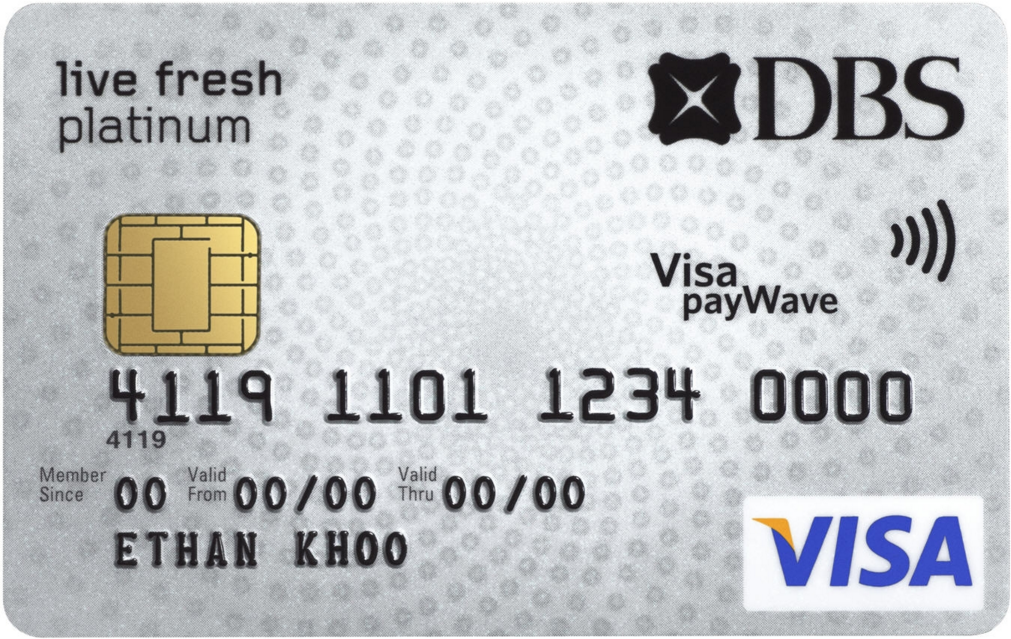 live fresh
platinum
DBS
Visa
payWave
4119 1101 1234 0000
4119
Member Since 00 Valid From 00/00 Valid Thru 00/00
ETHAN KHOO
VISA